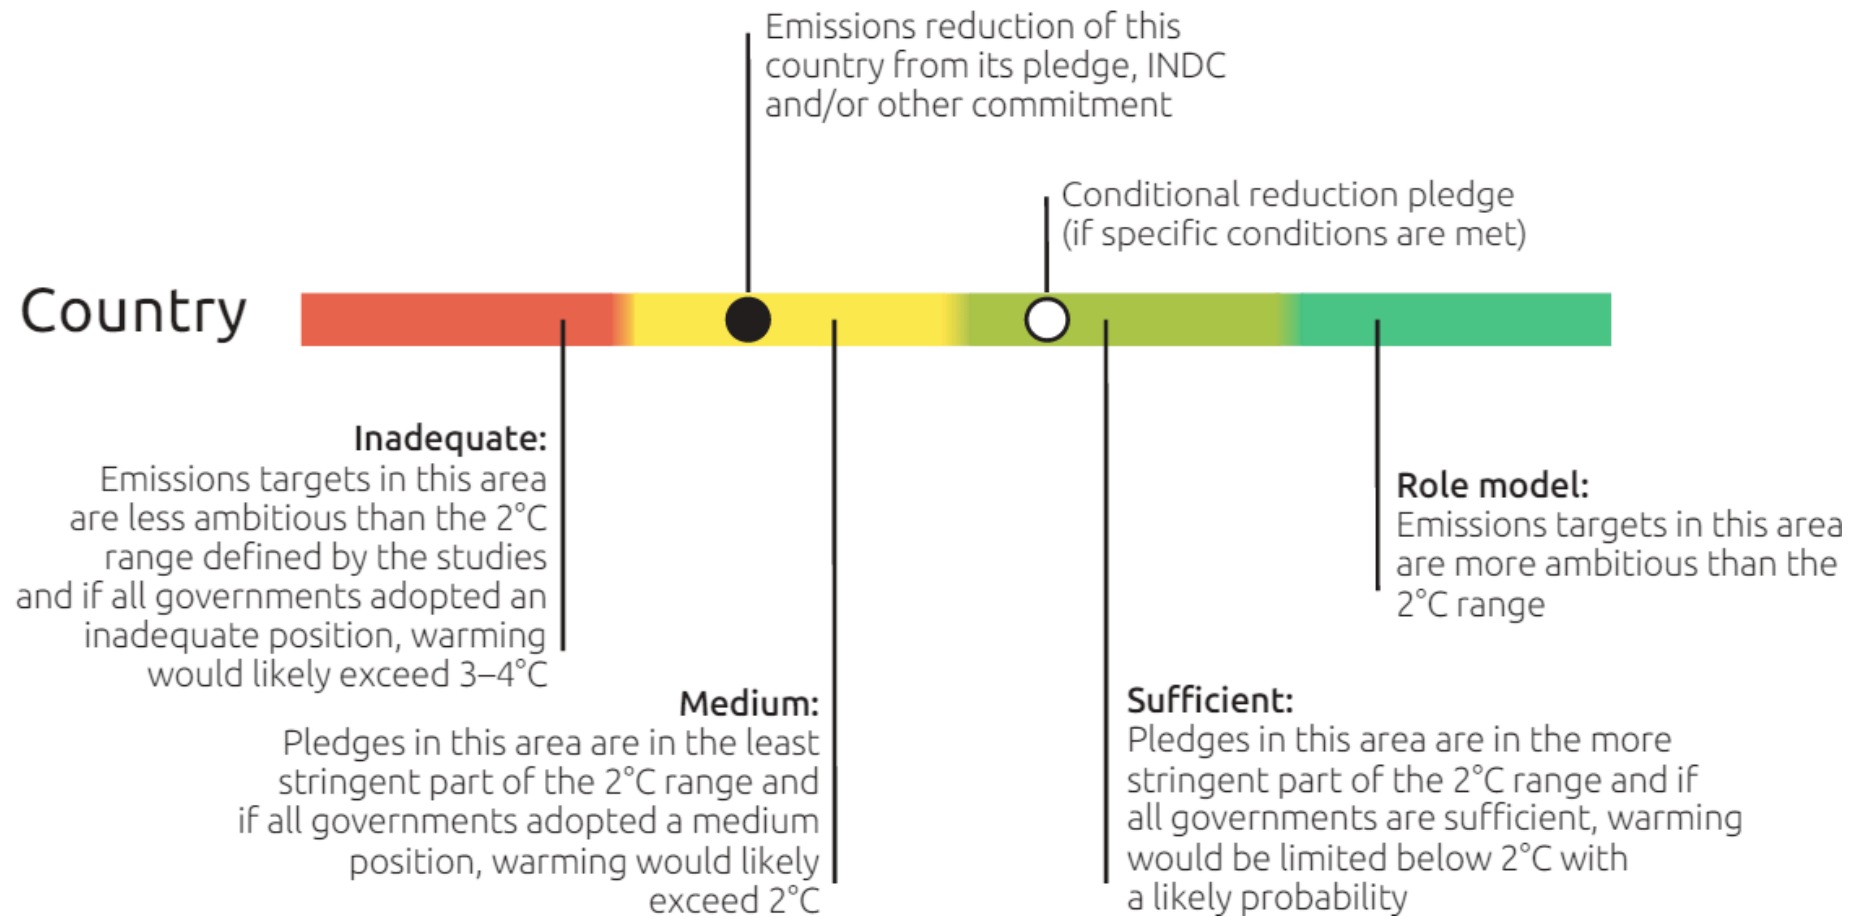 Emissions reduction of this
country from its pledge, INDC
and/or other commitment
Conditional reduction pledge
(if specific conditions are met)
Country
Inadequate:
Emissions targets in this area
are less ambitious than the 2°C
range defined by the studies
and if all governments adopted an
inadequate position, warming
would likely exceed 3–4°C
Medium:
Pledges in this area are in the least
stringent part of the 2°C range and
if all governments adopted a medium
position, warming would likely
exceed 2°C
Sufficient:
Pledges in this area are in the more
stringent part of the 2°C range and if
all governments are sufficient, warming
would be limited below 2°C with
a likely probability
Role model:
Emissions targets in this area
are more ambitious than the
2°C range